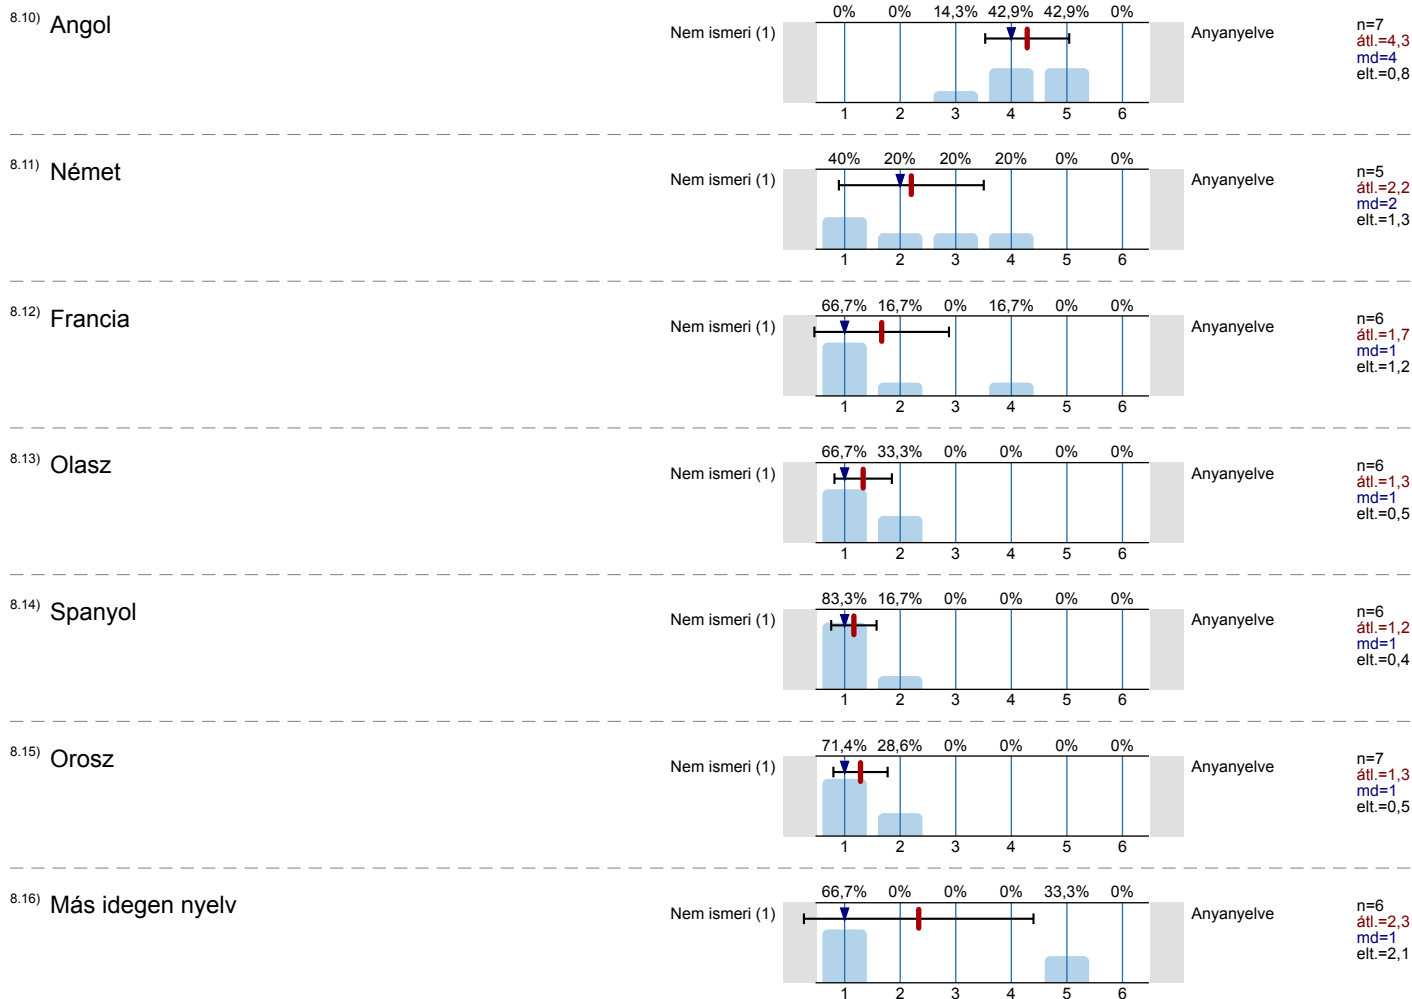 8.10) Angol
0% 0% 14,3% 42,9% 42,9% 0%
Nem ismeri (1) Anyanyelve
n=7
átl.=4,3
md=4
elt.=0,8
1 2 3 4 5 6
8.11) Német
40% 20% 20% 20% 0% 0%
Nem ismeri (1) Anyanyelve
n=5
átl.=2,2
md=2
elt.=1,3
1 2 3 4 5 6
8.12) Francia
66,7% 16,7% 0% 16,7% 0% 0%
Nem ismeri (1) Anyanyelve
n=6
átl.=1,7
md=1
elt.=1,2
1 2 3 4 5 6
8.13) Olasz
66,7% 33,3% 0% 0% 0% 0%
Nem ismeri (1) Anyanyelve
n=6
átl.=1,3
md=1
elt.=0,5
1 2 3 4 5 6
8.14) Spanyol
83,3% 16,7% 0% 0% 0% 0%
Nem ismeri (1) Anyanyelve
n=6
átl.=1,2
md=1
elt.=0,4
1 2 3 4 5 6
8.15) Orosz
71,4% 28,6% 0% 0% 0% 0%
Nem ismeri (1) Anyanyelve
n=7
átl.=1,3
md=1
elt.=0,5
1 2 3 4 5 6
8.16) Más idegen nyelv
66,7% 0% 0% 0% 33,3% 0%
Nem ismeri (1) Anyanyelve
n=6
átl.=2,3
md=1
elt.=2,1
1 2 3 4 5 6